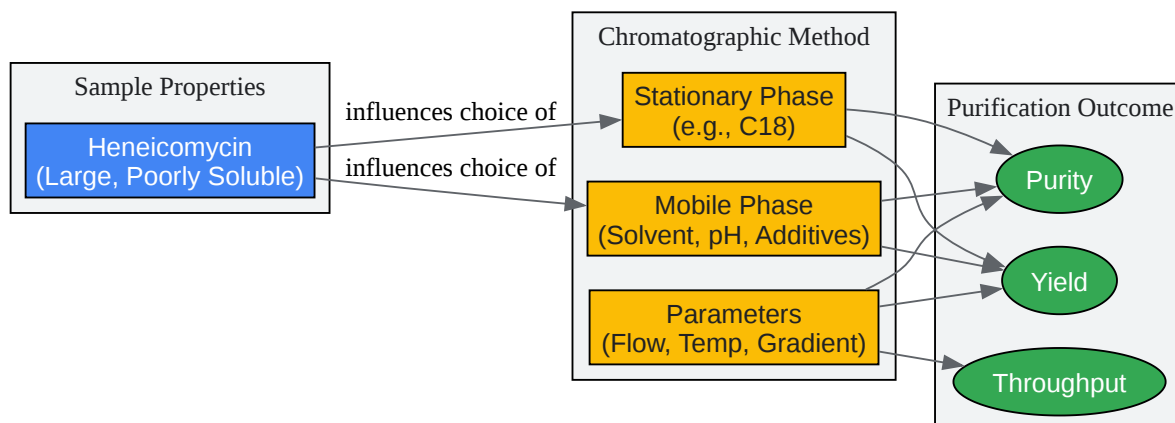 Sample Properties
Heneicomycin
(Large, Poorly Soluble)
influences choice of
influences choice of
Chromatographic Method
Stationary Phase
(e.g., C18)
Mobile Phase
(Solvent, pH, Additives)
Parameters
(Flow, Temp, Gradient)
Purification Outcome
Purity
Yield
Throughput